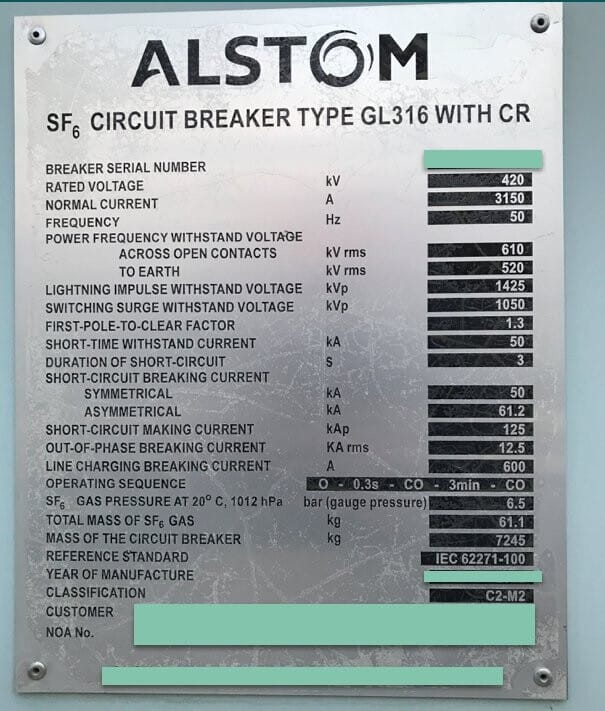 ALSTOM
SF6 CIRCUIT BREAKER TYPE GL316 WITH CR
BREAKER SERIAL NUMBER
RATED VOLTAGE kV 420
NORMAL CURRENT A 3150
FREQUENCY Hz 50
POWER FREQUENCY WITHSTAND VOLTAGE
ACROSS OPEN CONTACTS kV rms 610
TO EARTH kV rms 520
LIGHTNING IMPULSE WITHSTAND VOLTAGE kVp 1425
SWITCHING SURGE WITHSTAND VOLTAGE kVp 1050
FIRST-POLE-TO-CLEAR FACTOR 1.3
SHORT-TIME WITHSTAND CURRENT kA 50
DURATION OF SHORT-CIRCUIT S 3
SHORT-CIRCUIT BREAKING CURRENT
SYMMETRICAL kA 50
ASYMMETRICAL kA 61.2
SHORT-CIRCUIT MAKING CURRENT kAp 125
OUT-OF-PHASE BREAKING CURRENT KA rms 12.5
LINE CHARGING BREAKING CURRENT A 600
OPERATING SEQUENCE O - 0.3s - CO - 3min - CO
SF6 GAS PRESSURE AT 20° C, 1012 hPa bar (gauge pressure) 6.5
TOTAL MASS OF SF6 GAS kg 61.1
MASS OF THE CIRCUIT BREAKER kg 7245
REFERENCE STANDARD IEC 62271-100
YEAR OF MANUFACTURE
CLASSIFICATION C2-M2
CUSTOMER
NOA No.